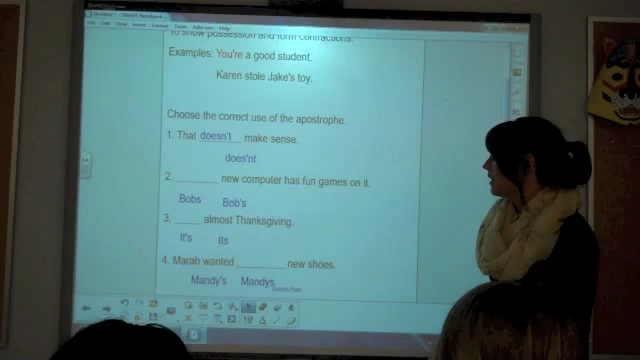 To show possession and form contractions.
Examples: You're a good student.
Karen stole Jake's toy.
Choose the correct use of the apostrophe.
1. That doesn't make sense.
does'nt
2. ________ new computer has fun games on it.
Bobs Bob's
3. _____ almost Thanksgiving.
It's Its
4. Marah wanted __________ new shoes.
Mandy's Mandys